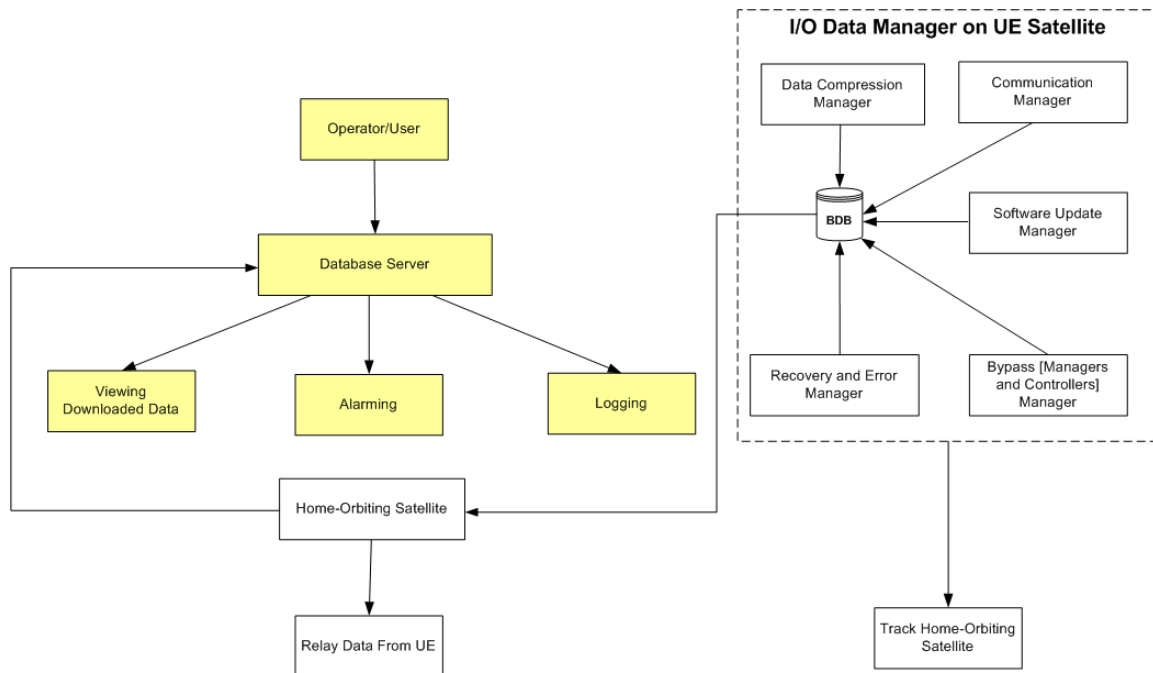 I/O Data Manager on UE Satellite
Data Compression
Manager
Communication
Manager
Operator/User
BDB
Software Update
Manager
Database Server
Recovery and Error
Manager
Bypass [Managers
and Controllers]
Manager
Viewing
Downloaded Data
Alarming
Logging
Home-Orbiting Satellite
Relay Data From UE
Track Home-Orbiting
Satellite